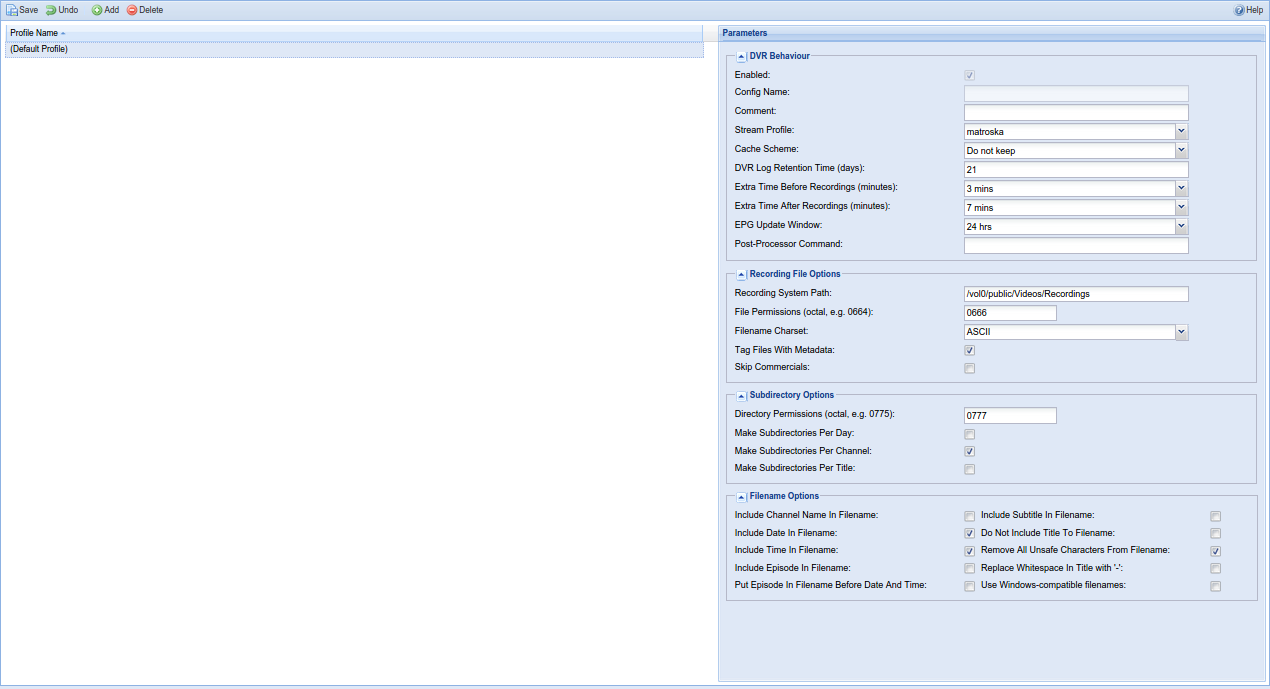 Save Undo Add Delete Help
Profile Name
(Default Profile)
Parameters
DVR Behaviour
Enabled:
Config Name:
Comment:
Stream Profile: matroska
Cache Scheme: Do not keep
DVR Log Retention Time (days): 21
Extra Time Before Recordings (minutes): 3 mins
Extra Time After Recordings (minutes): 7 mins
EPG Update Window: 24 hrs
Post-Processor Command:
Recording File Options
Recording System Path: /vol0/public/Videos/Recordings
File Permissions (octal, e.g. 0664): 0666
Filename Charset: ASCII
Tag Files With Metadata:
Skip Commercials:
Subdirectory Options
Directory Permissions (octal, e.g. 0775): 0777
Make Subdirectories Per Day:
Make Subdirectories Per Channel:
Make Subdirectories Per Title:
Filename Options
Include Channel Name In Filename: Include Subtitle In Filename:
Include Date In Filename: Do Not Include Title To Filename:
Include Time In Filename: Remove All Unsafe Characters From Filename:
Include Episode In Filename: Replace Whitespace In Title with '-':
Put Episode In Filename Before Date And Time: Use Windows-compatible filenames: